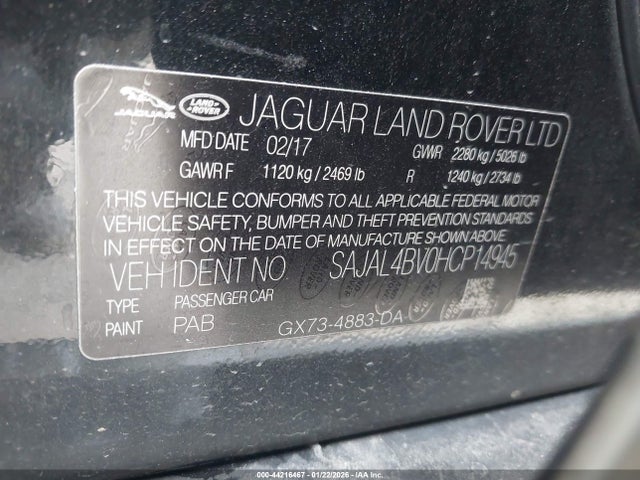 JAGUAR
LAND ROVER
JAGUAR LAND ROVER LTD
MFD DATE 02/17 GVWR 2280 kg / 5026 lb
GAWR F 1120 kg / 2469 lb R 1240 kg / 2734 lb
THIS VEHICLE CONFORMS TO ALL APPLICABLE FEDERAL MOTOR
VEHICLE SAFETY, BUMPER AND THEFT PREVENTION STANDARDS
IN EFFECT ON THE DATE OF MANUFACTURE SHOWN ABOVE.
VEH IDENT NO. SAJAL4BV0HCP14945
TYPE PASSENGER CAR
PAINT PAB GX73-4883-DA
000-44216467 01/22/2026 IAA Holdings, LLC